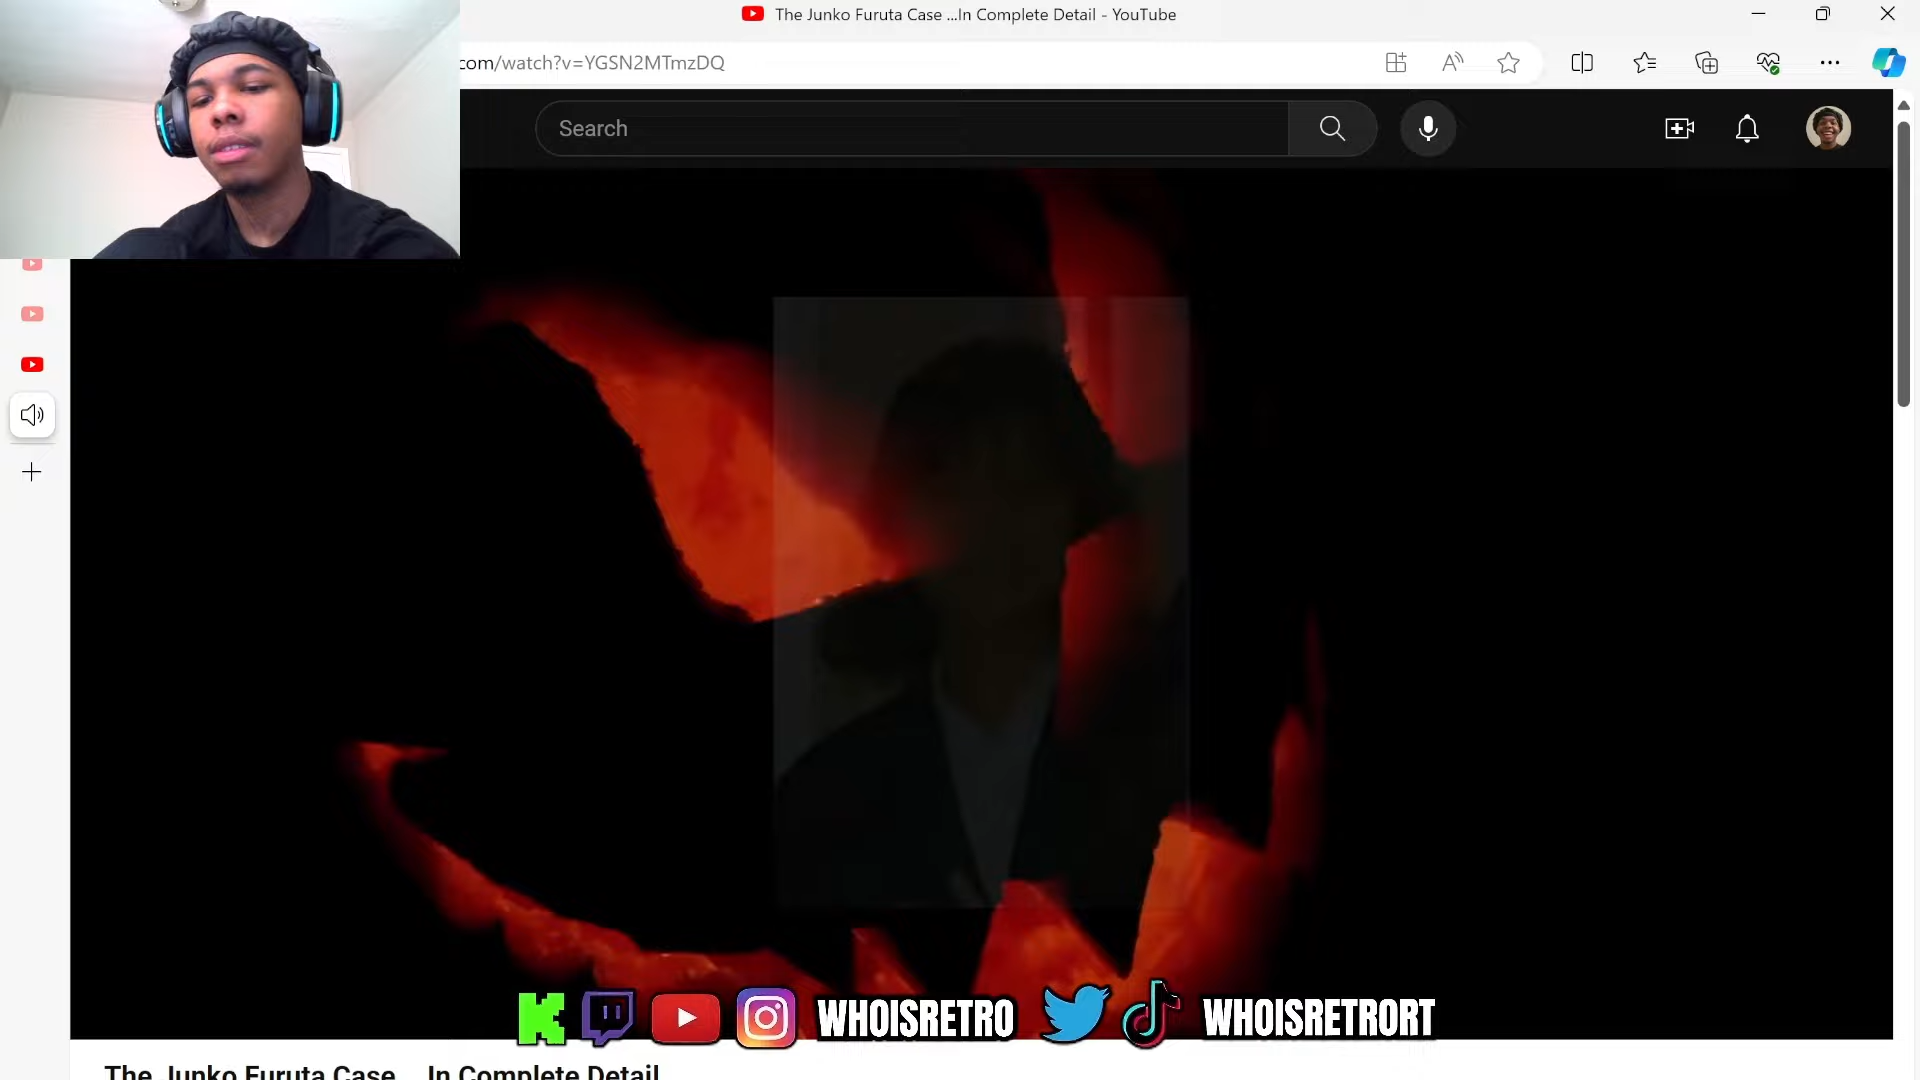 The Junko Furuta Case ...In Complete Detail - YouTube
com/watch?v=YGSN2MTmzDQ
Search
WHOISRETRO
WHOISRETRORT
The Junko Furuta Case ...In Complete Detail